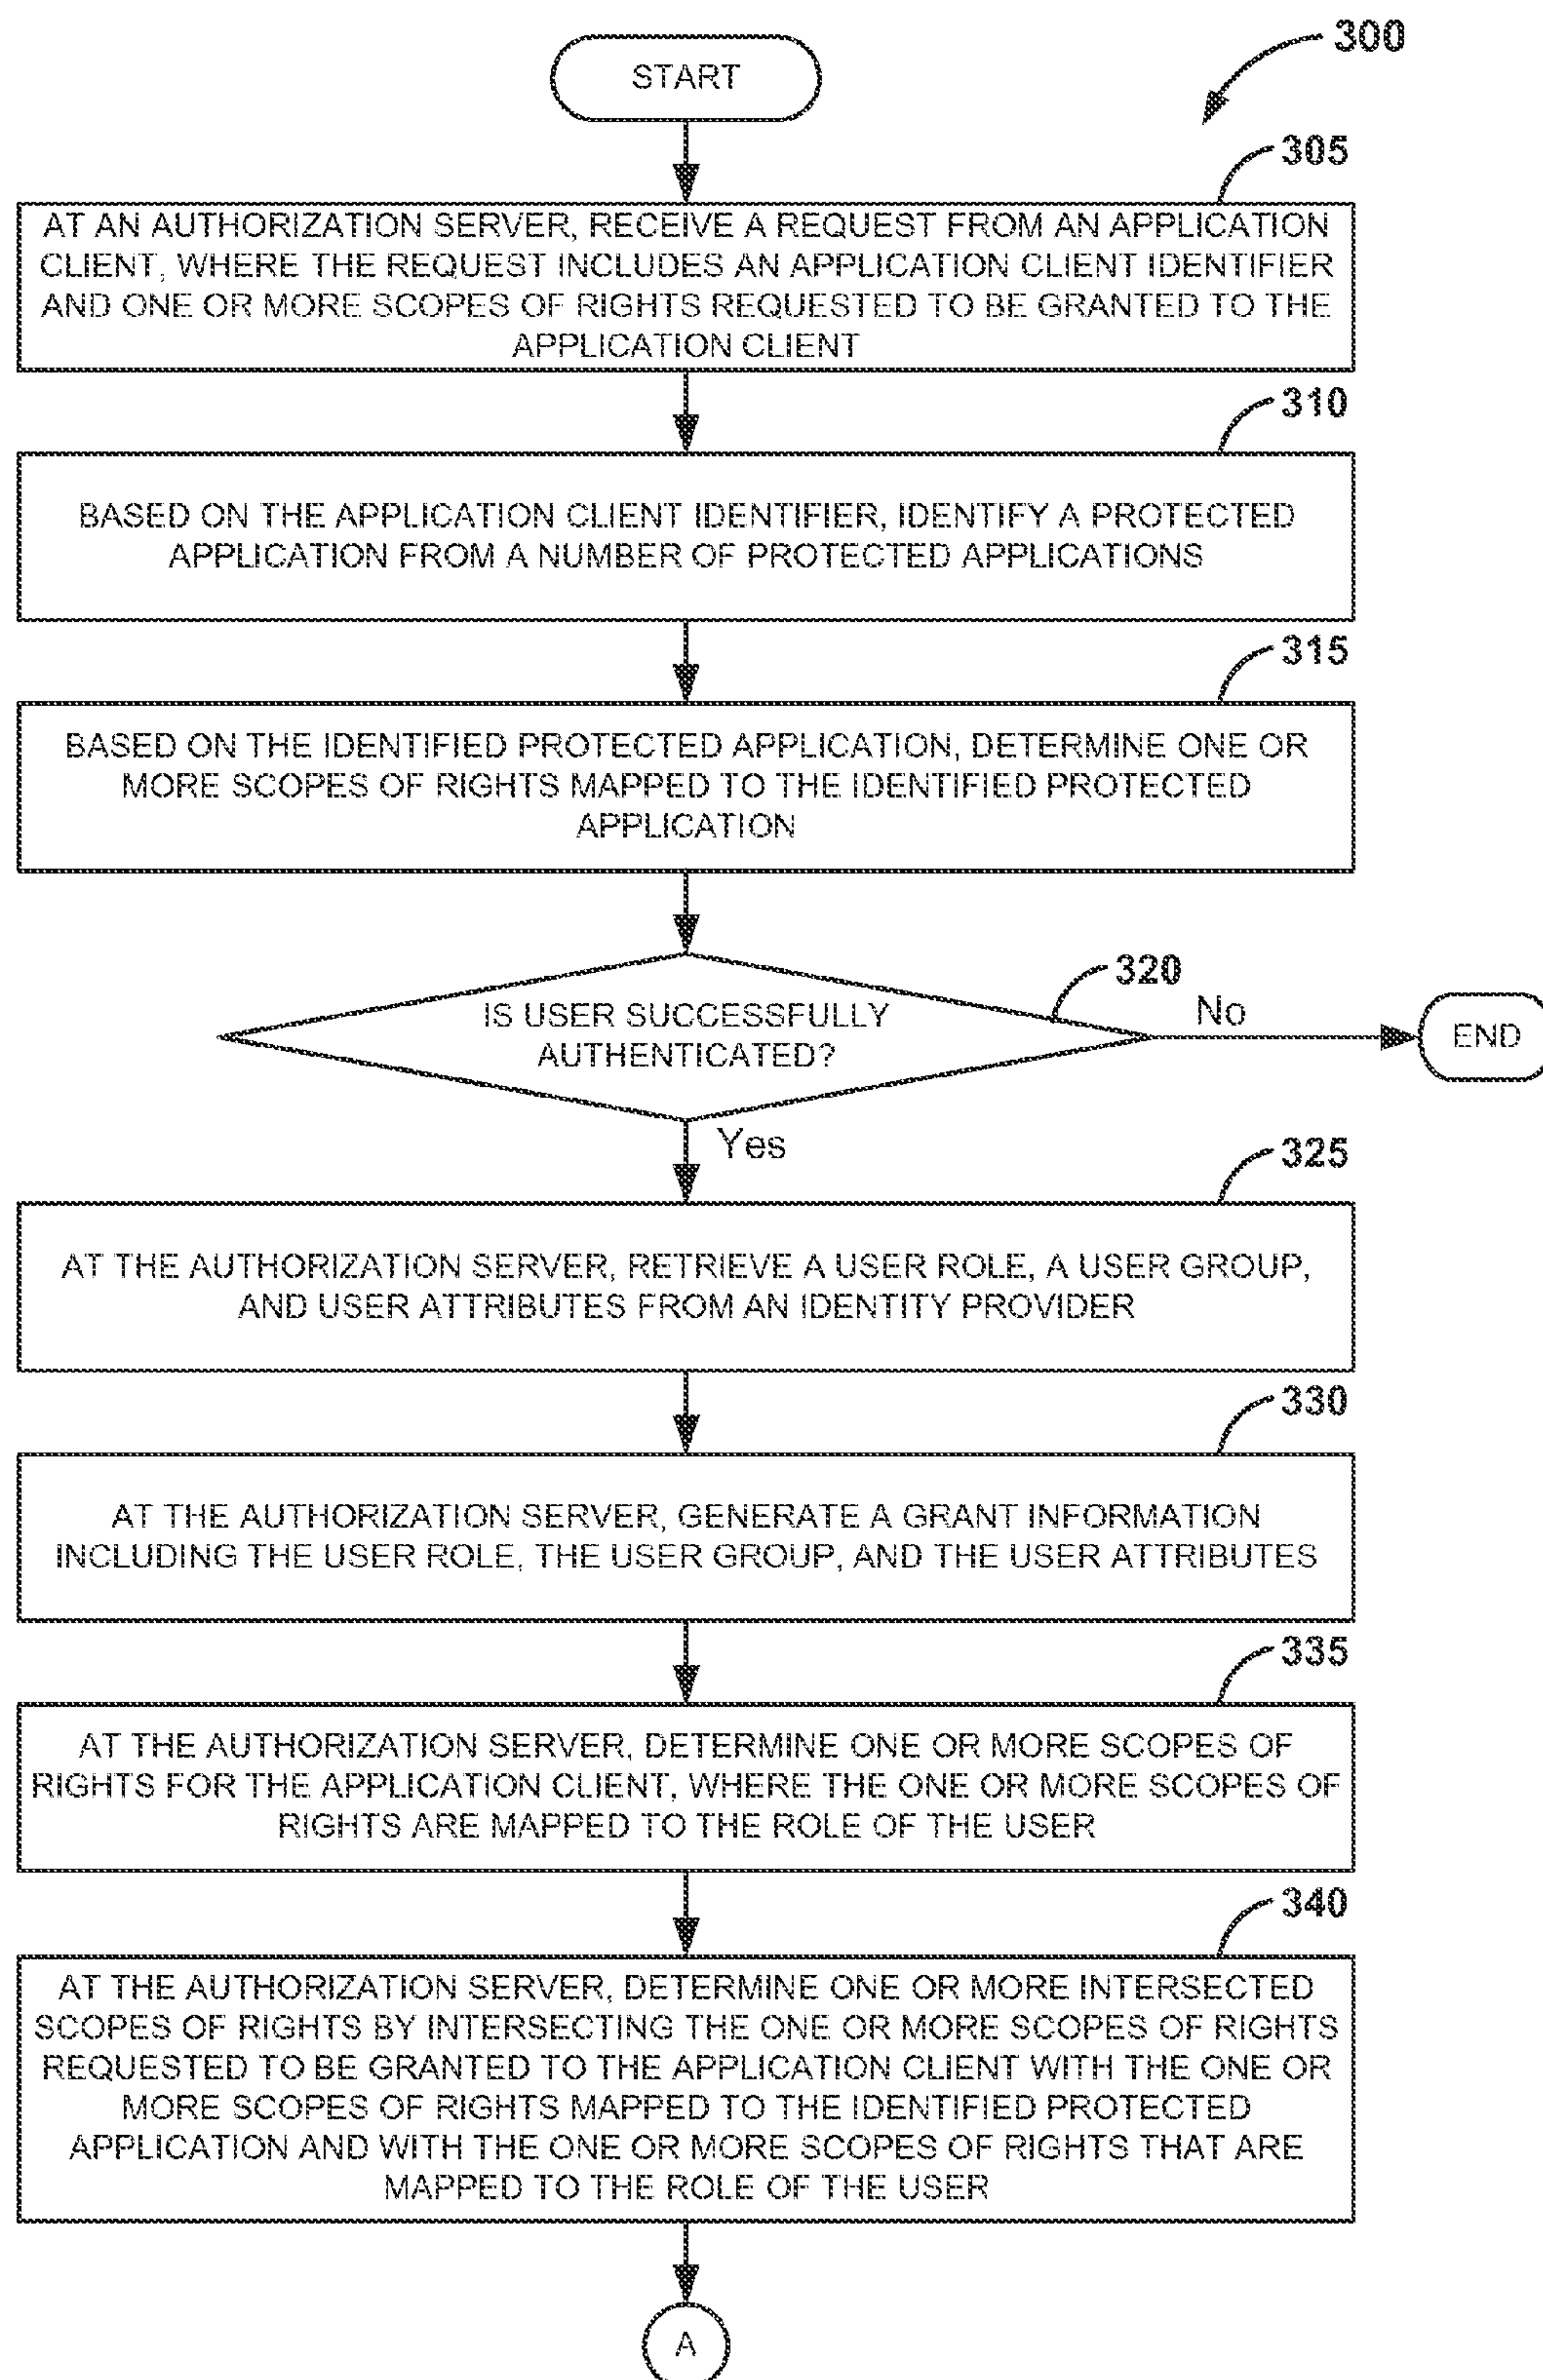 START
300
305
AT AN AUTHORIZATION SERVER, RECEIVE A REQUEST FROM AN APPLICATION
CLIENT, WHERE THE REQUEST INCLUDES AN APPLICATION CLIENT IDENTIFIER
AND ONE OR MORE SCOPES OF RIGHTS REQUESTED TO BE GRANTED TO THE
APPLICATION CLIENT
310
BASED ON THE APPLICATION CLIENT IDENTIFIER, IDENTIFY A PROTECTED
APPLICATION FROM A NUMBER OF PROTECTED APPLICATIONS
315
BASED ON THE IDENTIFIED PROTECTED APPLICATION, DETERMINE ONE OR
MORE SCOPES OF RIGHTS MAPPED TO THE IDENTIFIED PROTECTED
APPLICATION
320
IS USER SUCCESSFULLY
AUTHENTICATED?
No
END
Yes
325
AT THE AUTHORIZATION SERVER, RETRIEVE A USER ROLE, A USER GROUP,
AND USER ATTRIBUTES FROM AN IDENTITY PROVIDER
330
AT THE AUTHORIZATION SERVER, GENERATE A GRANT INFORMATION
INCLUDING THE USER ROLE, THE USER GROUP, AND THE USER ATTRIBUTES
335
AT THE AUTHORIZATION SERVER, DETERMINE ONE OR MORE SCOPES OF
RIGHTS FOR THE APPLICATION CLIENT, WHERE THE ONE OR MORE SCOPES OF
RIGHTS ARE MAPPED TO THE ROLE OF THE USER
340
AT THE AUTHORIZATION SERVER, DETERMINE ONE OR MORE INTERSECTED
SCOPES OF RIGHTS BY INTERSECTING THE ONE OR MORE SCOPES OF RIGHTS
REQUESTED TO BE GRANTED TO THE APPLICATION CLIENT WITH THE ONE OR
MORE SCOPES OF RIGHTS MAPPED TO THE IDENTIFIED PROTECTED
APPLICATION AND WITH THE ONE OR MORE SCOPES OF RIGHTS THAT ARE
MAPPED TO THE ROLE OF THE USER
A